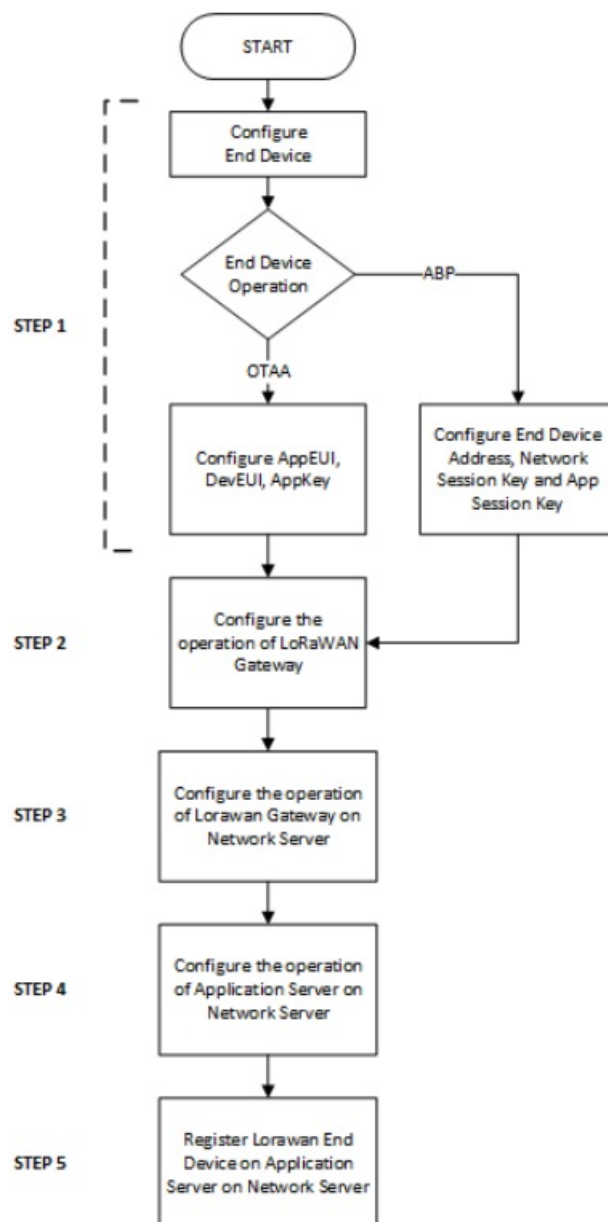 START
Configure
End Device
End Device
Operation
ABP
STEP 1
OTAA
Configure AppEUI,
DevEUI, AppKey
Configure End Device
Address, Network
Session Key and App
Session Key
STEP 2
Configure the
operation of LoRaWAN
Gateway
STEP 3
Configure the operation
of Lorawan Gateway on
Network Server
STEP 4
Configure the operation
of Application Server on
Network Server
STEP 5
Register Lorawan End
Device on Application
Server on Network Server